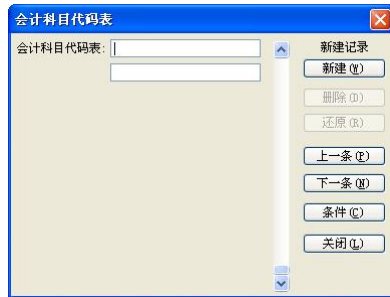 会计科目代码表
会计科目代码表:
新建记录
新建(W)
删除(D)
还原(R)
上一条(P)
下一条(N)
条件(C)
关闭(L)